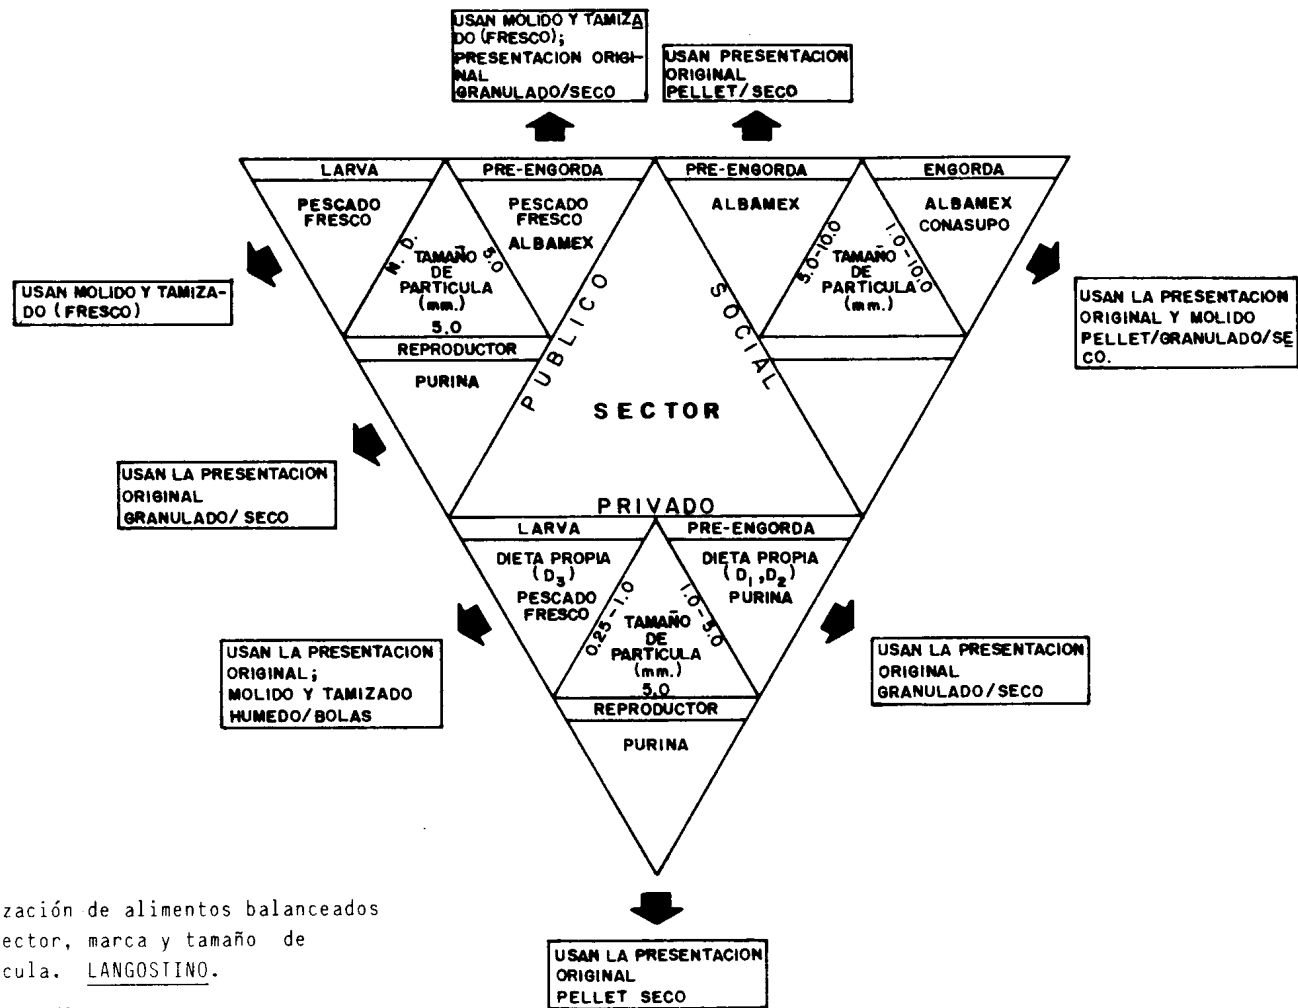 USAN MOLIDO Y TAMIZA
DO (FRESCO);
PRESENTACION ORIGI-
NAL
GRANULADO/SECO
USAN PRESENTACION
ORIGINAL
PELLET/SECO
LARVA
PRE-ENGORDA
PRE-ENGORDA
ENGORDA
PESCADO
FRESCO
PESCADO
FRESCO
ALBAMEX
ALBAMEX
ALBAMEX
CONASUPO
N. D.
5.0
TAMAÑO
DE
PARTICULA
(mm.)
5.0
5.0-10.0
1.0-10.0
TAMAÑO
DE
PARTICULA
(mm.)
USAN MOLIDO Y TAMIZA-
DO (FRESCO)
USAN LA PRESENTACION
ORIGINAL Y MOLIDO
PELLET/GRANULADO/SE
CO.
REPRODUCTOR
PURINA
PUBLICO
SOCIAL
SECTOR
PRIVADO
USAN LA PRESENTACION
ORIGINAL
GRANULADO/SECO
LARVA
PRE-ENGORDA
DIETA PROPIA
(D3)
PESCADO
FRESCO
DIETA PROPIA
(D1,D2)
PURINA
0.25-1.0
1.0-5.0
TAMAÑO
DE
PARTICULA
(mm.)
5.0
REPRODUCTOR
PURINA
USAN LA PRESENTACION
ORIGINAL;
MOLIDO Y TAMIZADO
HUMEDO/BOLAS
USAN LA PRESENTACION
ORIGINAL
GRANULADO/SECO
USAN LA PRESENTACION
ORIGINAL
PELLET SECO
zación de alimentos balanceados
ector, marca y tamaño de
cula. LANGOSTINO.